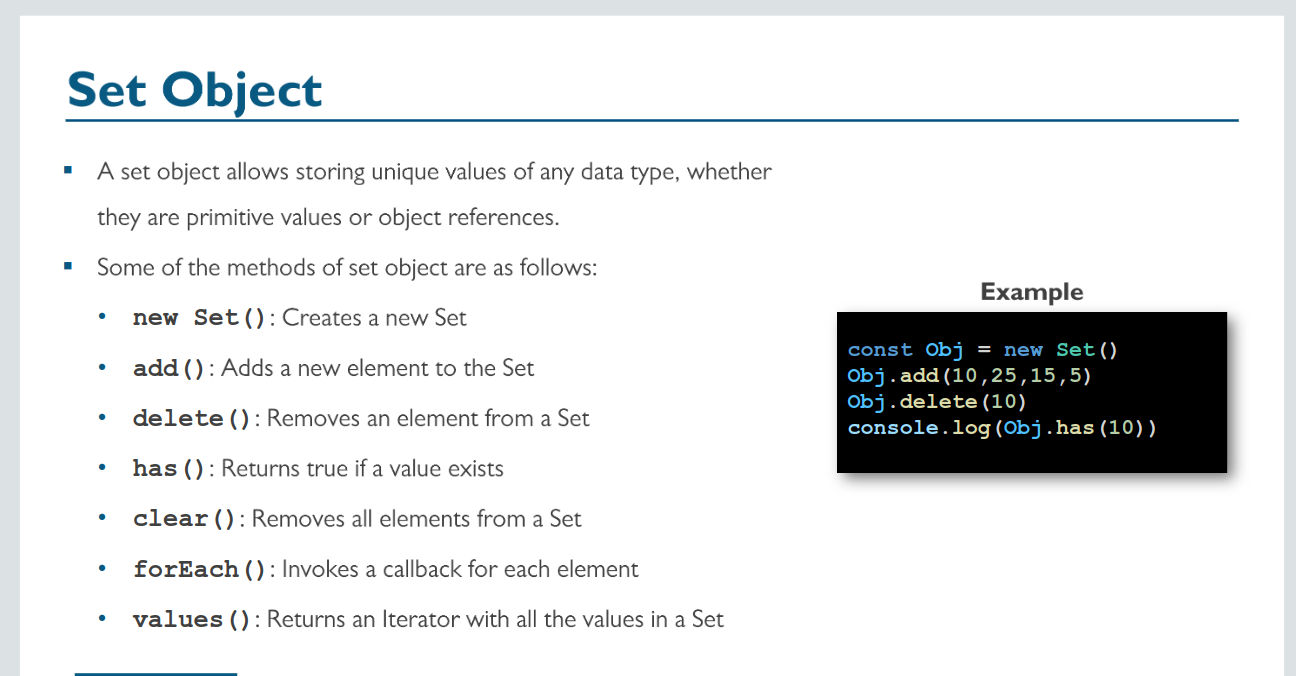 Set Object
▪ A set object allows storing unique values of any data type, whether
they are primitive values or object references.
▪ Some of the methods of set object are as follows:
• new Set(): Creates a new Set
• add(): Adds a new element to the Set
• delete(): Removes an element from a Set
• has(): Returns true if a value exists
• clear(): Removes all elements from a Set
• forEach(): Invokes a callback for each element
• values(): Returns an Iterator with all the values in a Set
Example
const Obj = new Set()
Obj.add(10,25,15,5)
Obj.delete(10)
console.log(Obj.has(10))